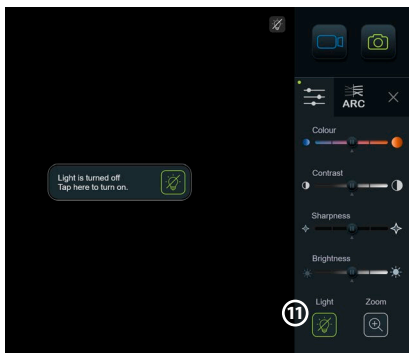 ARC
Colour
Light is turned off
Tap here to turn on.
Contrast
Sharpness
Brightness
Light Zoom
11